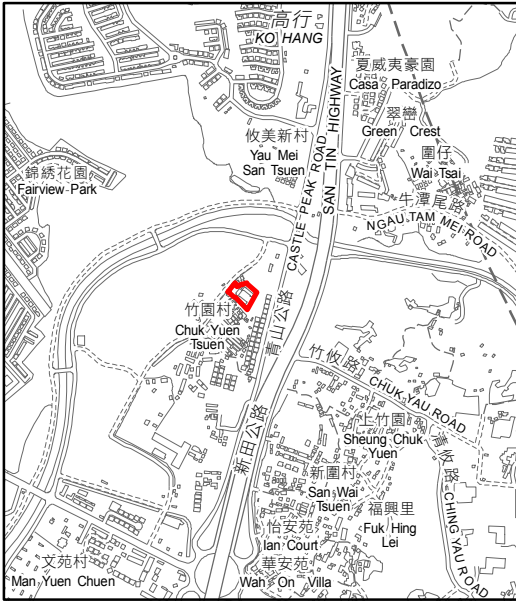 高行
KO HANG
夏威夷豪園
Casa Paradizo
翠巒
Green Crest
攸美新村
Yau Mei
San Tsuen
圍仔
Wai Tsai
錦綉花園
Fairview Park
牛潭尾路
NGAU TAM MEI ROAD
CASTLE PEAK ROAD
SAN TIN HIGHWAY
竹園村
Chuk Yuen
Tsuen
青山公路
竹攸路
CHUK YAU ROAD
上竹園
Sheung Chuk
Yuen
青攸路
CHING YAU ROAD
新田公路
新圍村
San Wai
Tsuen
福興里
Fuk Hing
Lei
怡安苑
Ian Court
文苑村
Man Yuen Chuen
華安苑
Wah On Villa